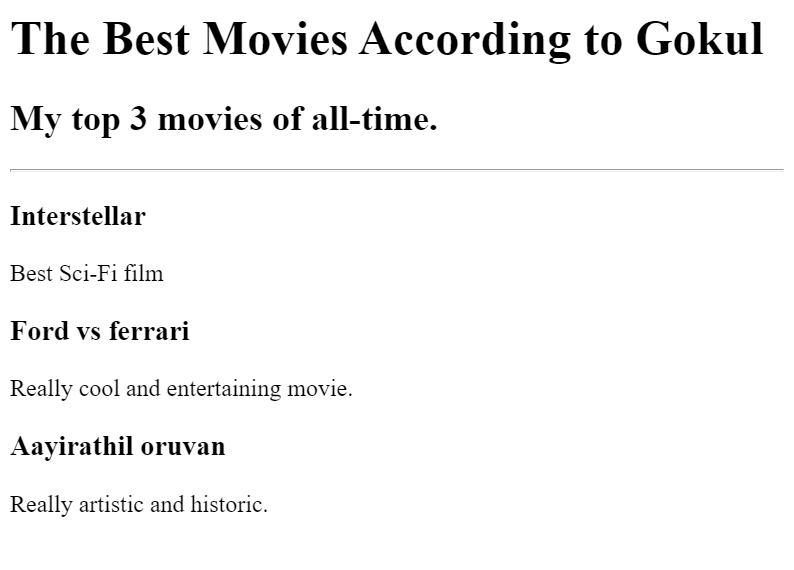 The Best Movies According to Gokul
My top 3 movies of all-time.
Interstellar
Best Sci-Fi film
Ford vs ferrari
Really cool and entertaining movie.
Aayirathil oruvan
Really artistic and historic.